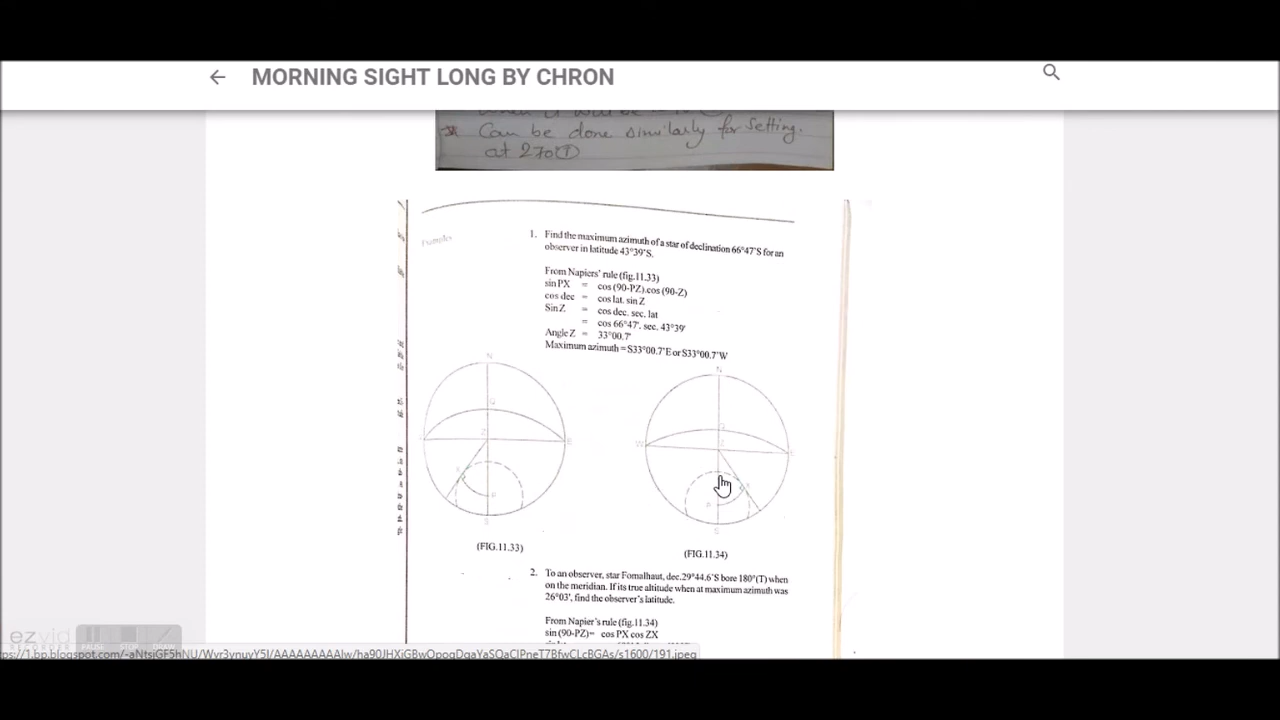 MORNING SIGHT LONG BY CHRON
Can be done similarly for setting.
at 270 (T)
Examples
1. Find the maximum azimuth of a star of declination 66°47'S for an
observer in latitude 43°39'S.
From Napiers' rule (fig.11.33)
sin PX = cos (90-PZ).cos (90-Z)
cos dec = cos lat. sin Z
Sin Z = cos dec. sec. lat
= cos 66°47'. sec. 43°39'
Angle Z = 33°00.7'
Maximum azimuth = S33°00.7'E or S33°00.7'W
N
Q
Z
E
X
P
S
N
Q
Z
W
E
X
P
S
(FIG.11.33)
(FIG.11.34)
2. To an observer, star Fomalhaut, dec.29°44.6'S bore 180°(T) when
on the meridian. If its true altitude when at maximum azimuth was
26°03', find the observer's latitude.
From Napier's rule (fig.11.34)
sin (90-PZ)= cos PX cos ZX
ezvid